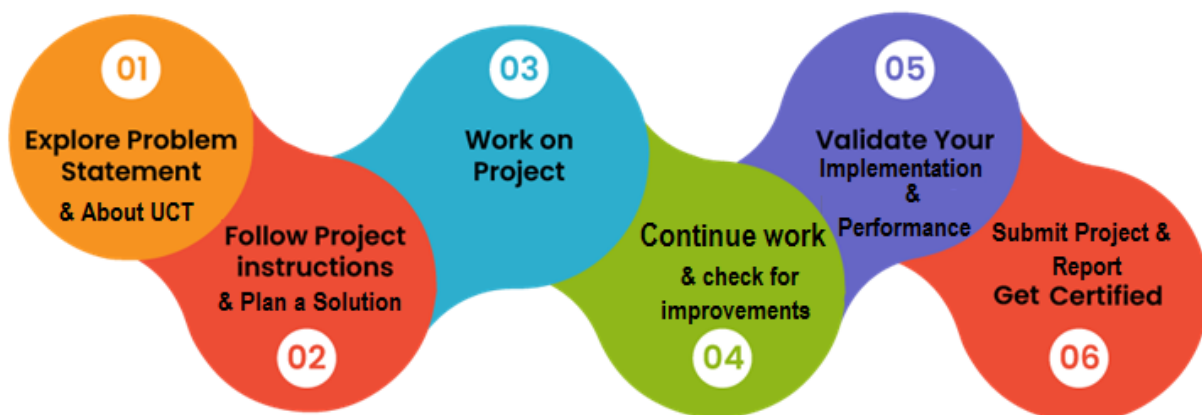 01
Explore Problem
Statement
& About UCT
Follow Project
instructions
& Plan a Solution
02
03
Work on
Project
Continue work
& check for
improvements
04
05
Validate Your
Implementation
&
Performance
Submit Project &
Report
Get Certified
06